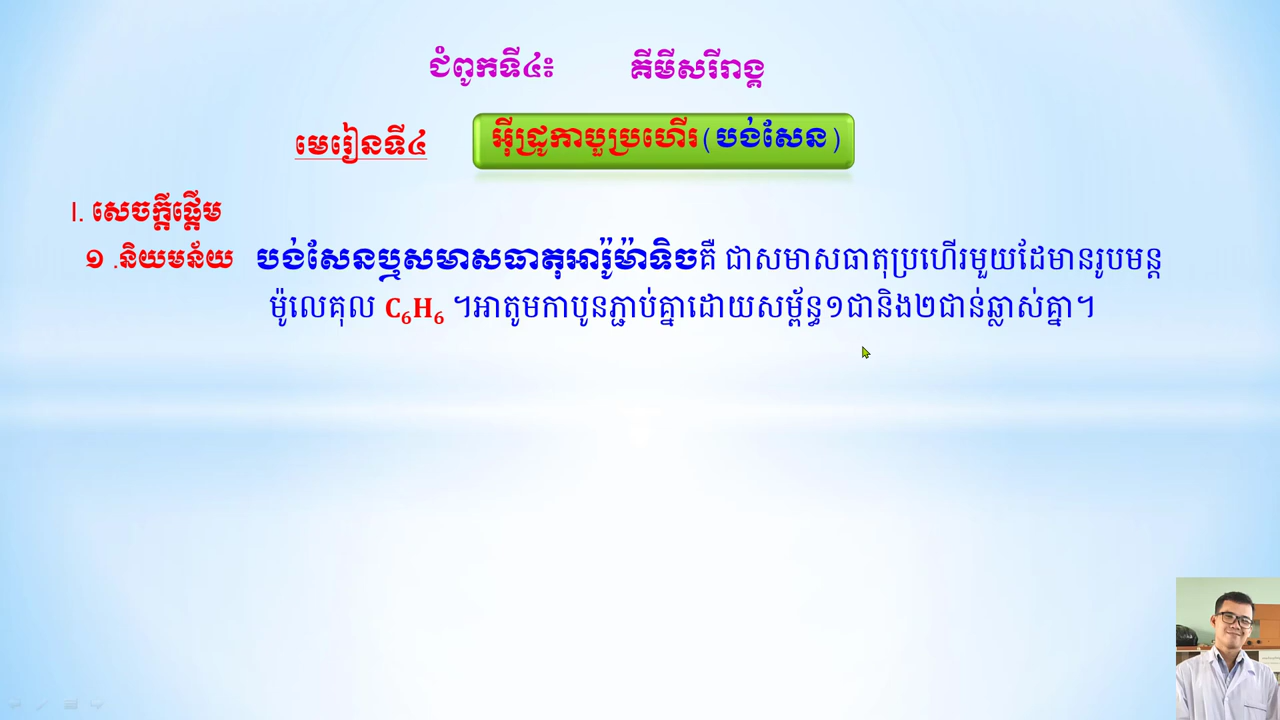 ជំពូកទី៤៖ គីមីសរីរាង្គ
មេរៀនទី៤ អ៊ីដ្រូកាបួប្រហើរ(បង់សែន)
I. សេចក្ដីផ្ដើម
១ .និយមន័យ បង់សែនឬសមាសធាតុអារ៉ូម៉ាទិចគឺ ជាសមាសធាតុប្រហើរមួយដែមានរូបមន្ត
ម៉ូលេគុល C₆H₆ ។អាតូមកាបូនភ្ជាប់គ្នាដោយសម្ព័ន្ធ១ជានិង២ជាន់ឆ្លាស់គ្នា។